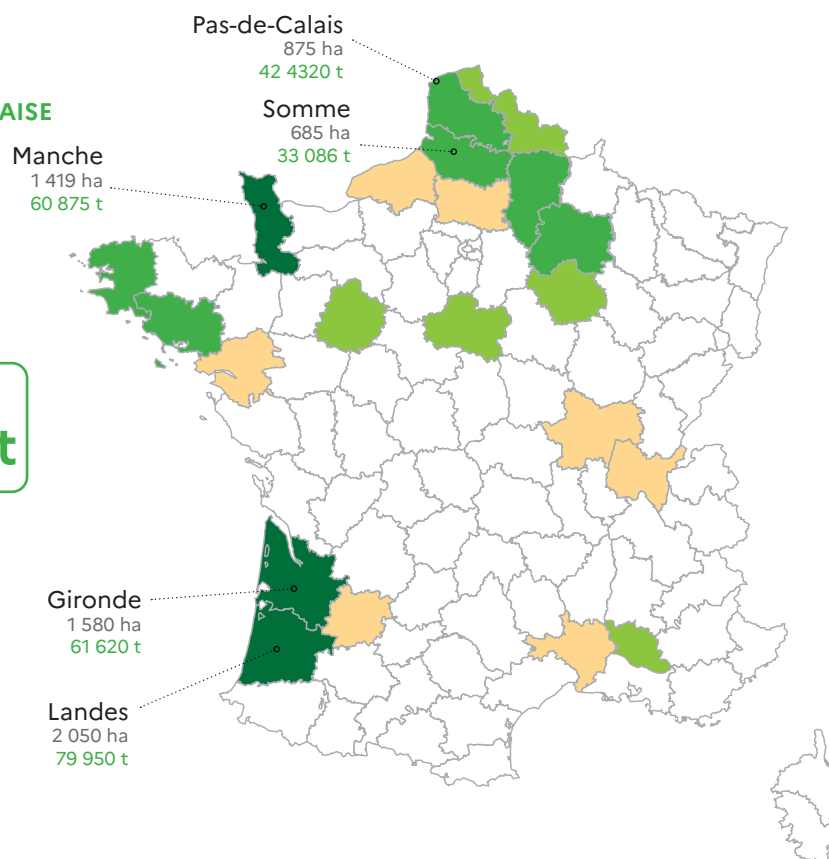 Pas-de-Calais
875 ha
42 4320 t
AISE
Somme
685 ha
33 086 t
Manche
1 419 ha
60 875 t
t
Gironde
1 580 ha
61 620 t
Landes
2 050 ha
79 950 t